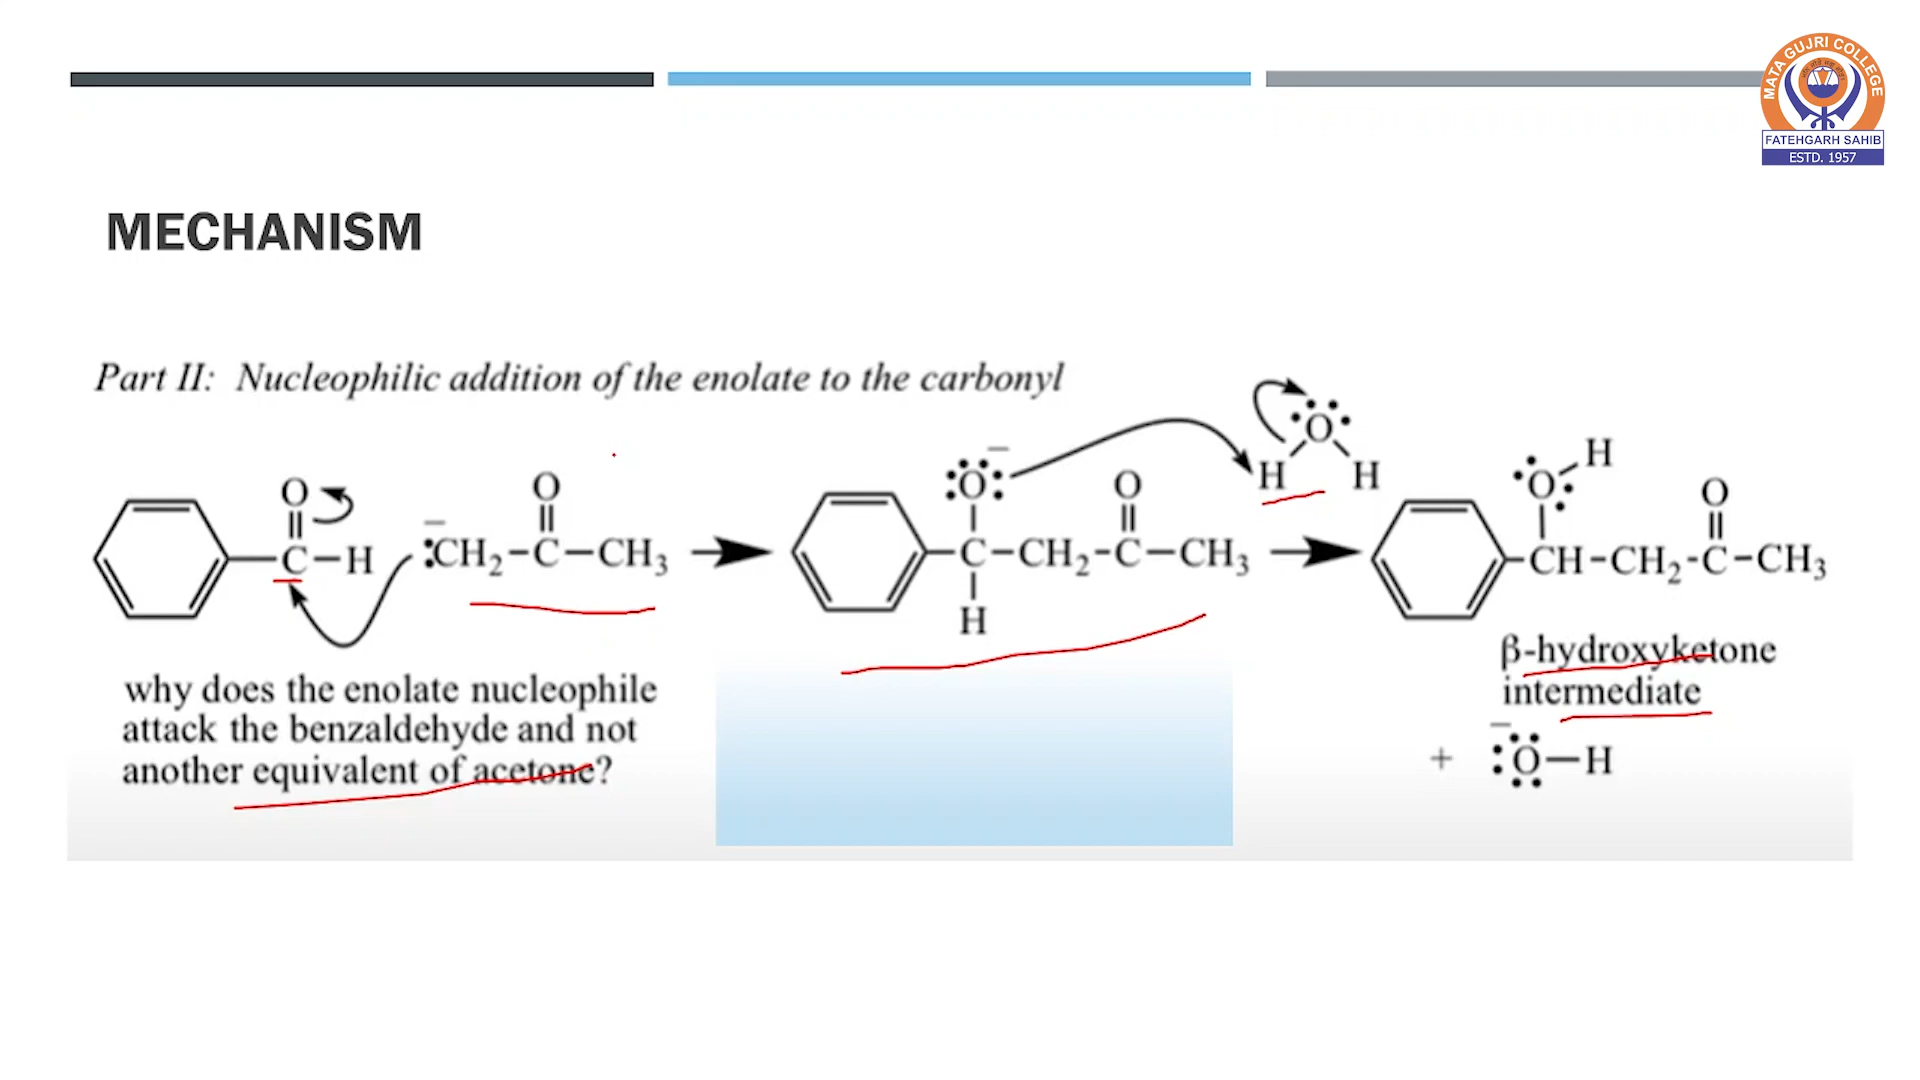 MATA GUJRI COLLEGE
FATEHGARH SAHIB
ESTD. 1957
MECHANISM
Part II: Nucleophilic addition of the enolate to the carbonyl
O
C–H
:CH₂–C–CH₃
O
:O:
C–CH₂-C–CH₃
O
H
O
H H
O H
CH-CH₂-C–CH₃
O
why does the enolate nucleophile
attack the benzaldehyde and not
another equivalent of acetone?
β-hydroxyketone
intermediate
+ :O–H